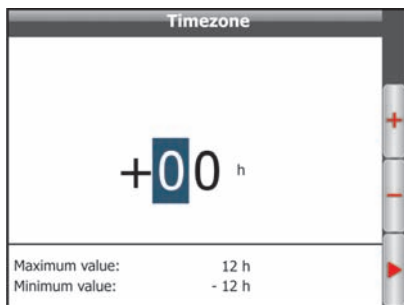 Timezone
+
+00 h
−
Maximum value: 12 h
Minimum value: - 12 h